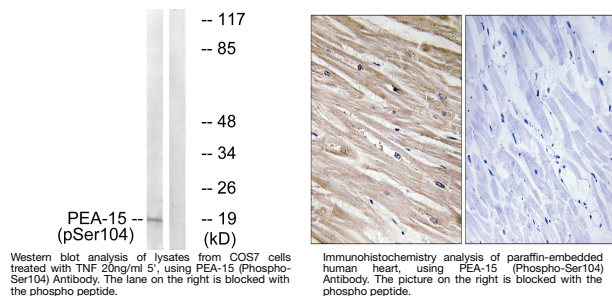 -- 117
-- 85
-- 48
-- 34
-- 26
PEA-15 -- -- 19
(pSer104) (kD)
Western blot analysis of lysates from COS7 cells
treated with TNF 20ng/ml 5', using PEA-15 (Phospho-
Ser104) Antibody. The lane on the right is blocked with
the phospho peptide.
Immunohistochemistry analysis of paraffin-embedded
human heart, using PEA-15 (Phospho-Ser104)
Antibody. The picture on the right is blocked with the
phospho peptide.